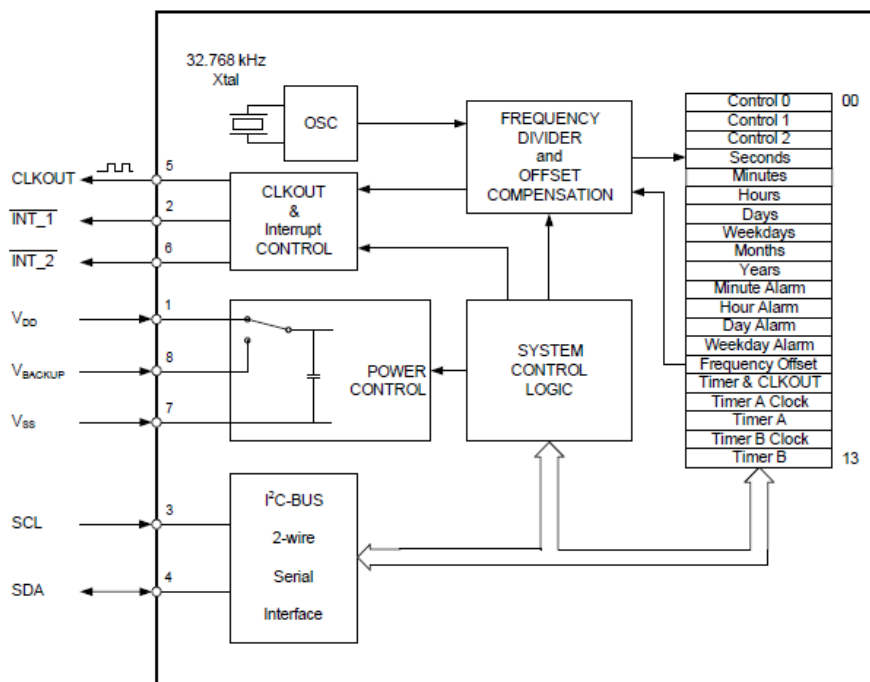 32.768 kHz
Xtal
OSC
FREQUENCY
DIVIDER
and
OFFSET
COMPENSATION
CLKOUT
5
INT_1
2
INT_2
6
CLKOUT
&
Interrupt
CONTROL
VDD
1
VBACKUP
8
VSS
7
POWER
CONTROL
SYSTEM
CONTROL
LOGIC
SCL
3
SDA
4
I²C-BUS
2-wire
Serial
Interface
Control 0 00
Control 1
Control 2
Seconds
Minutes
Hours
Days
Weekdays
Months
Years
Minute Alarm
Hour Alarm
Day Alarm
Weekday Alarm
Frequency Offset
Timer & CLKOUT
Timer A Clock
Timer A
Timer B Clock
Timer B 13